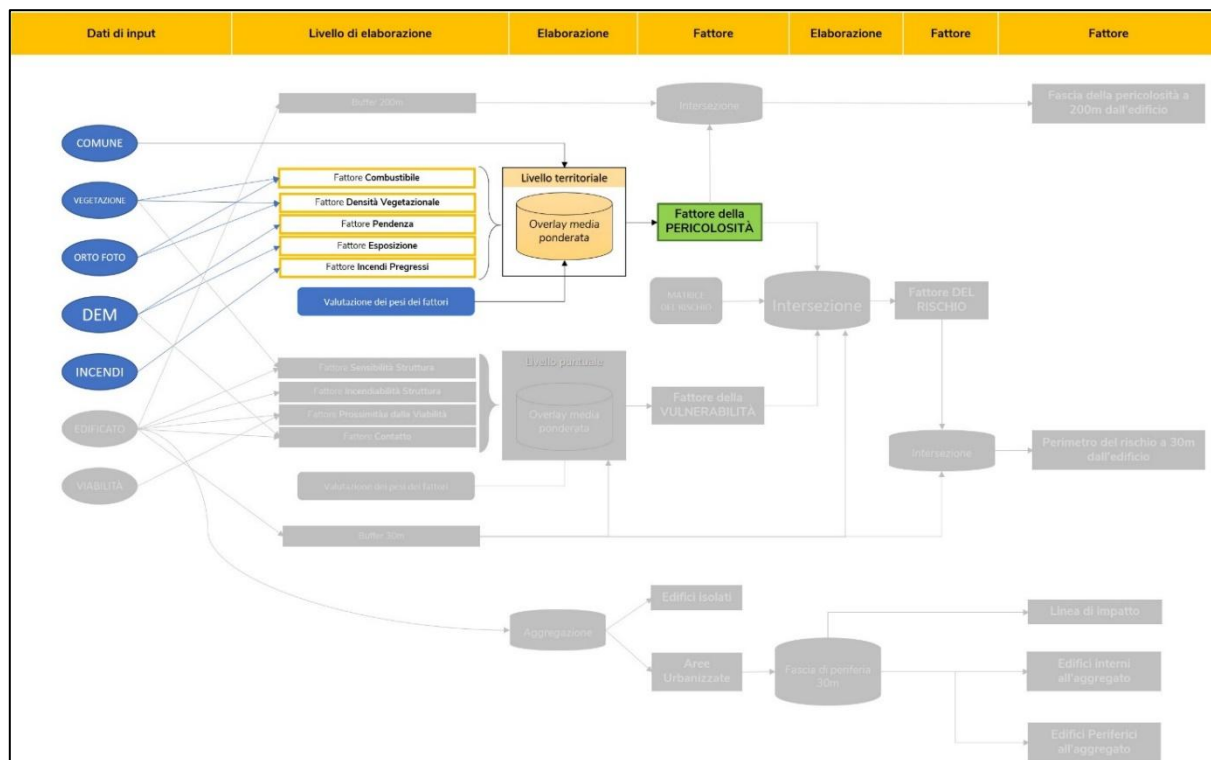 Dati di input
Livello di elaborazione
Elaborazione
Fattore
Elaborazione
Fattore
Fattore
Buffer 200m
Intersezione
Fascia della pericolosità a
200m dall'edificio
COMUNE
VEGETAZIONE
ORTO FOTO
DEM
INCENDI
EDIFICATO
VIABILITÀ
Fattore Combustibile
Fattore Densità Vegetazionale
Fattore Pendenza
Fattore Esposizione
Fattore Incendi Pregressi
Valutazione dei pesi dei fattori
Livello territoriale
Overlay media
ponderata
Fattore della
PERICOLOSITÀ
MATRICE
DEL RISCHIO
Intersezione
Fattore DEL
RISCHIO
Fattore Sensibilità Struttura
Fattore Incendiabilità Struttura
Fattore Prossimità dalla Viabilità
Fattore Contatto
Valutazione dei pesi dei fattori
Livello puntuale
Overlay media
ponderata
Fattore della
VULNERABILITÀ
Intersezione
Perimetro del rischio a 30m
dall'edificio
Buffer 30m
Aggregazione
Edifici Isolati
Aree
Urbanizzate
Fascia di periferia
30m
Linea di impatto
Edifici interni
all'aggregato
Edifici Periferici
all'aggregato